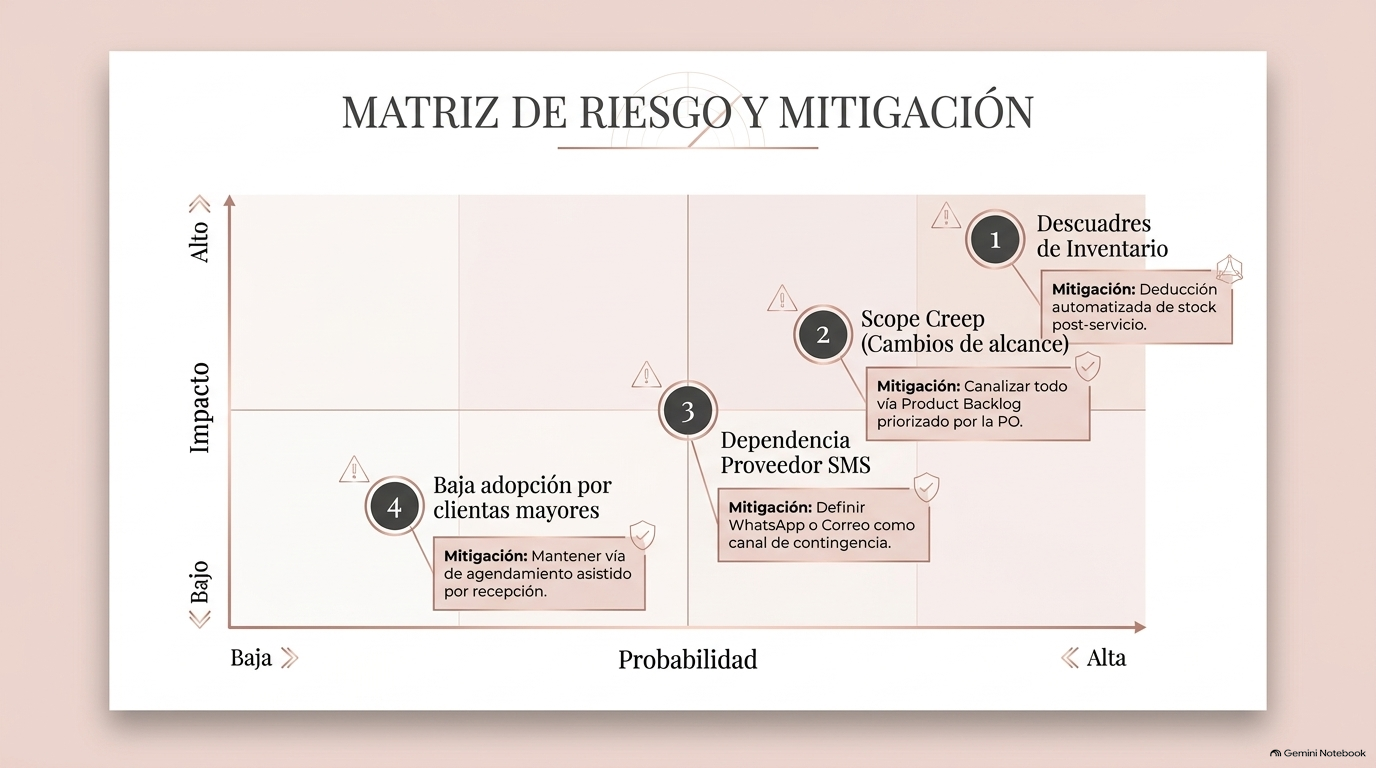 MATRIZ DE RIESGO Y MITIGACIÓN
Alto
Impacto
Bajo
1
Descuadres
de Inventario
Mitigación: Deducción
automatizada de stock
post-servicio.
2
Scope Creep
(Cambios de alcance)
Mitigación: Canalizar todo
vía Product Backlog
priorizado por la PO.
3
Dependencia
Proveedor SMS
Mitigación: Definir
WhatsApp o Correo como
canal de contingencia.
4
Baja adopción por
clientas mayores
Mitigación: Mantener vía
de agendamiento asistido
por recepción.
Baja
Probabilidad
Alta
Gemini Notebook